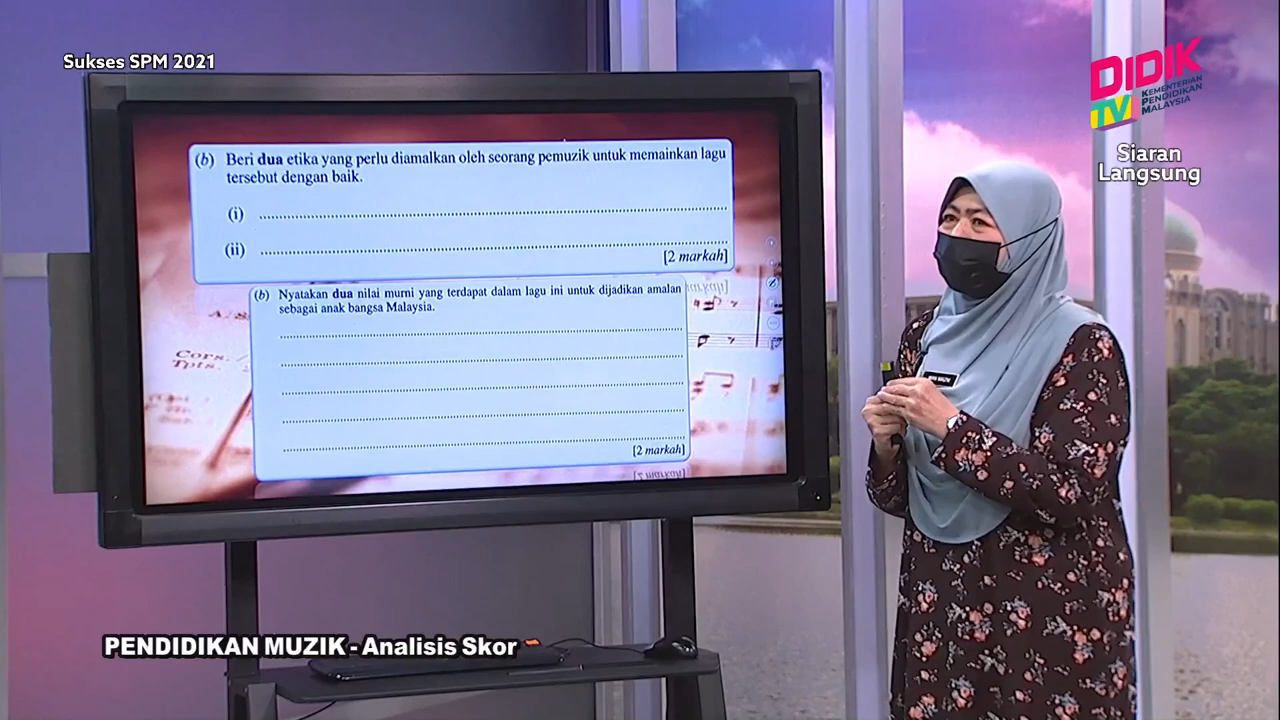 Sukses SPM 2021
DIDIK
TV
KEMENTERIAN
PENDIDIKAN
MALAYSIA
Siaran
Langsung
(b) Beri dua etika yang perlu diamalkan oleh seorang pemuzik untuk memainkan lagu
tersebut dengan baik.
(i) ................................................................
(ii) ................................................................
[2 markah]
(b) Nyatakan dua nilai murni yang terdapat dalam lagu ini untuk dijadikan amalan
sebagai anak bangsa Malaysia.
................................................................
................................................................
................................................................
................................................................
................................................................
[2 markah]
Cors.
Tpts.
PENDIDIKAN MUZIK - Analisis Skor